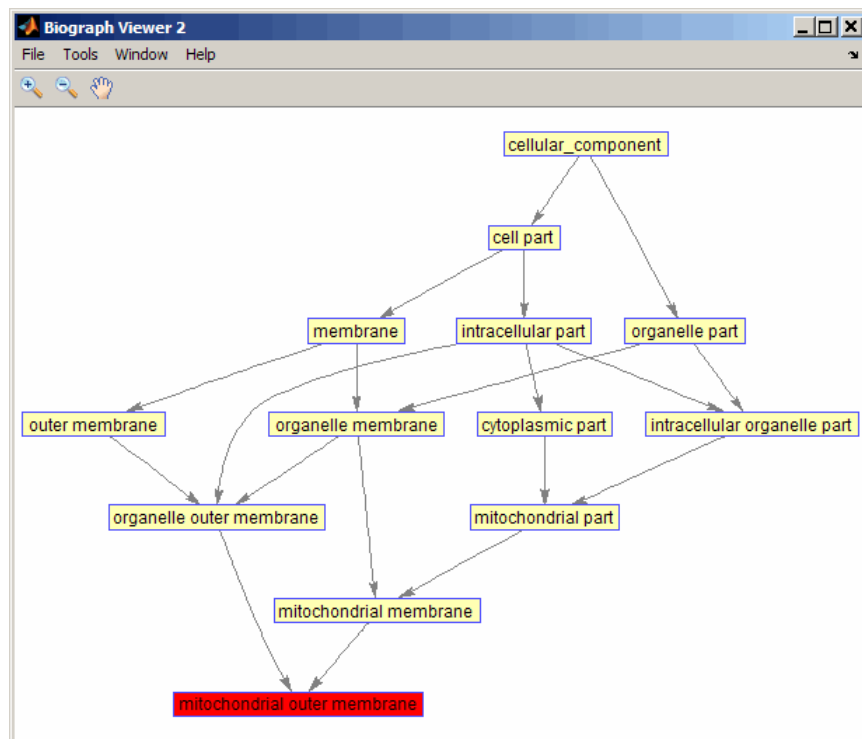 Biograph Viewer 2
File Tools Window Help
cellular_component
cell part
membrane intracellular part organelle part
outer membrane organelle membrane cytoplasmic part intracellular organelle part
organelle outer membrane mitochondrial part
mitochondrial membrane
mitochondrial outer membrane